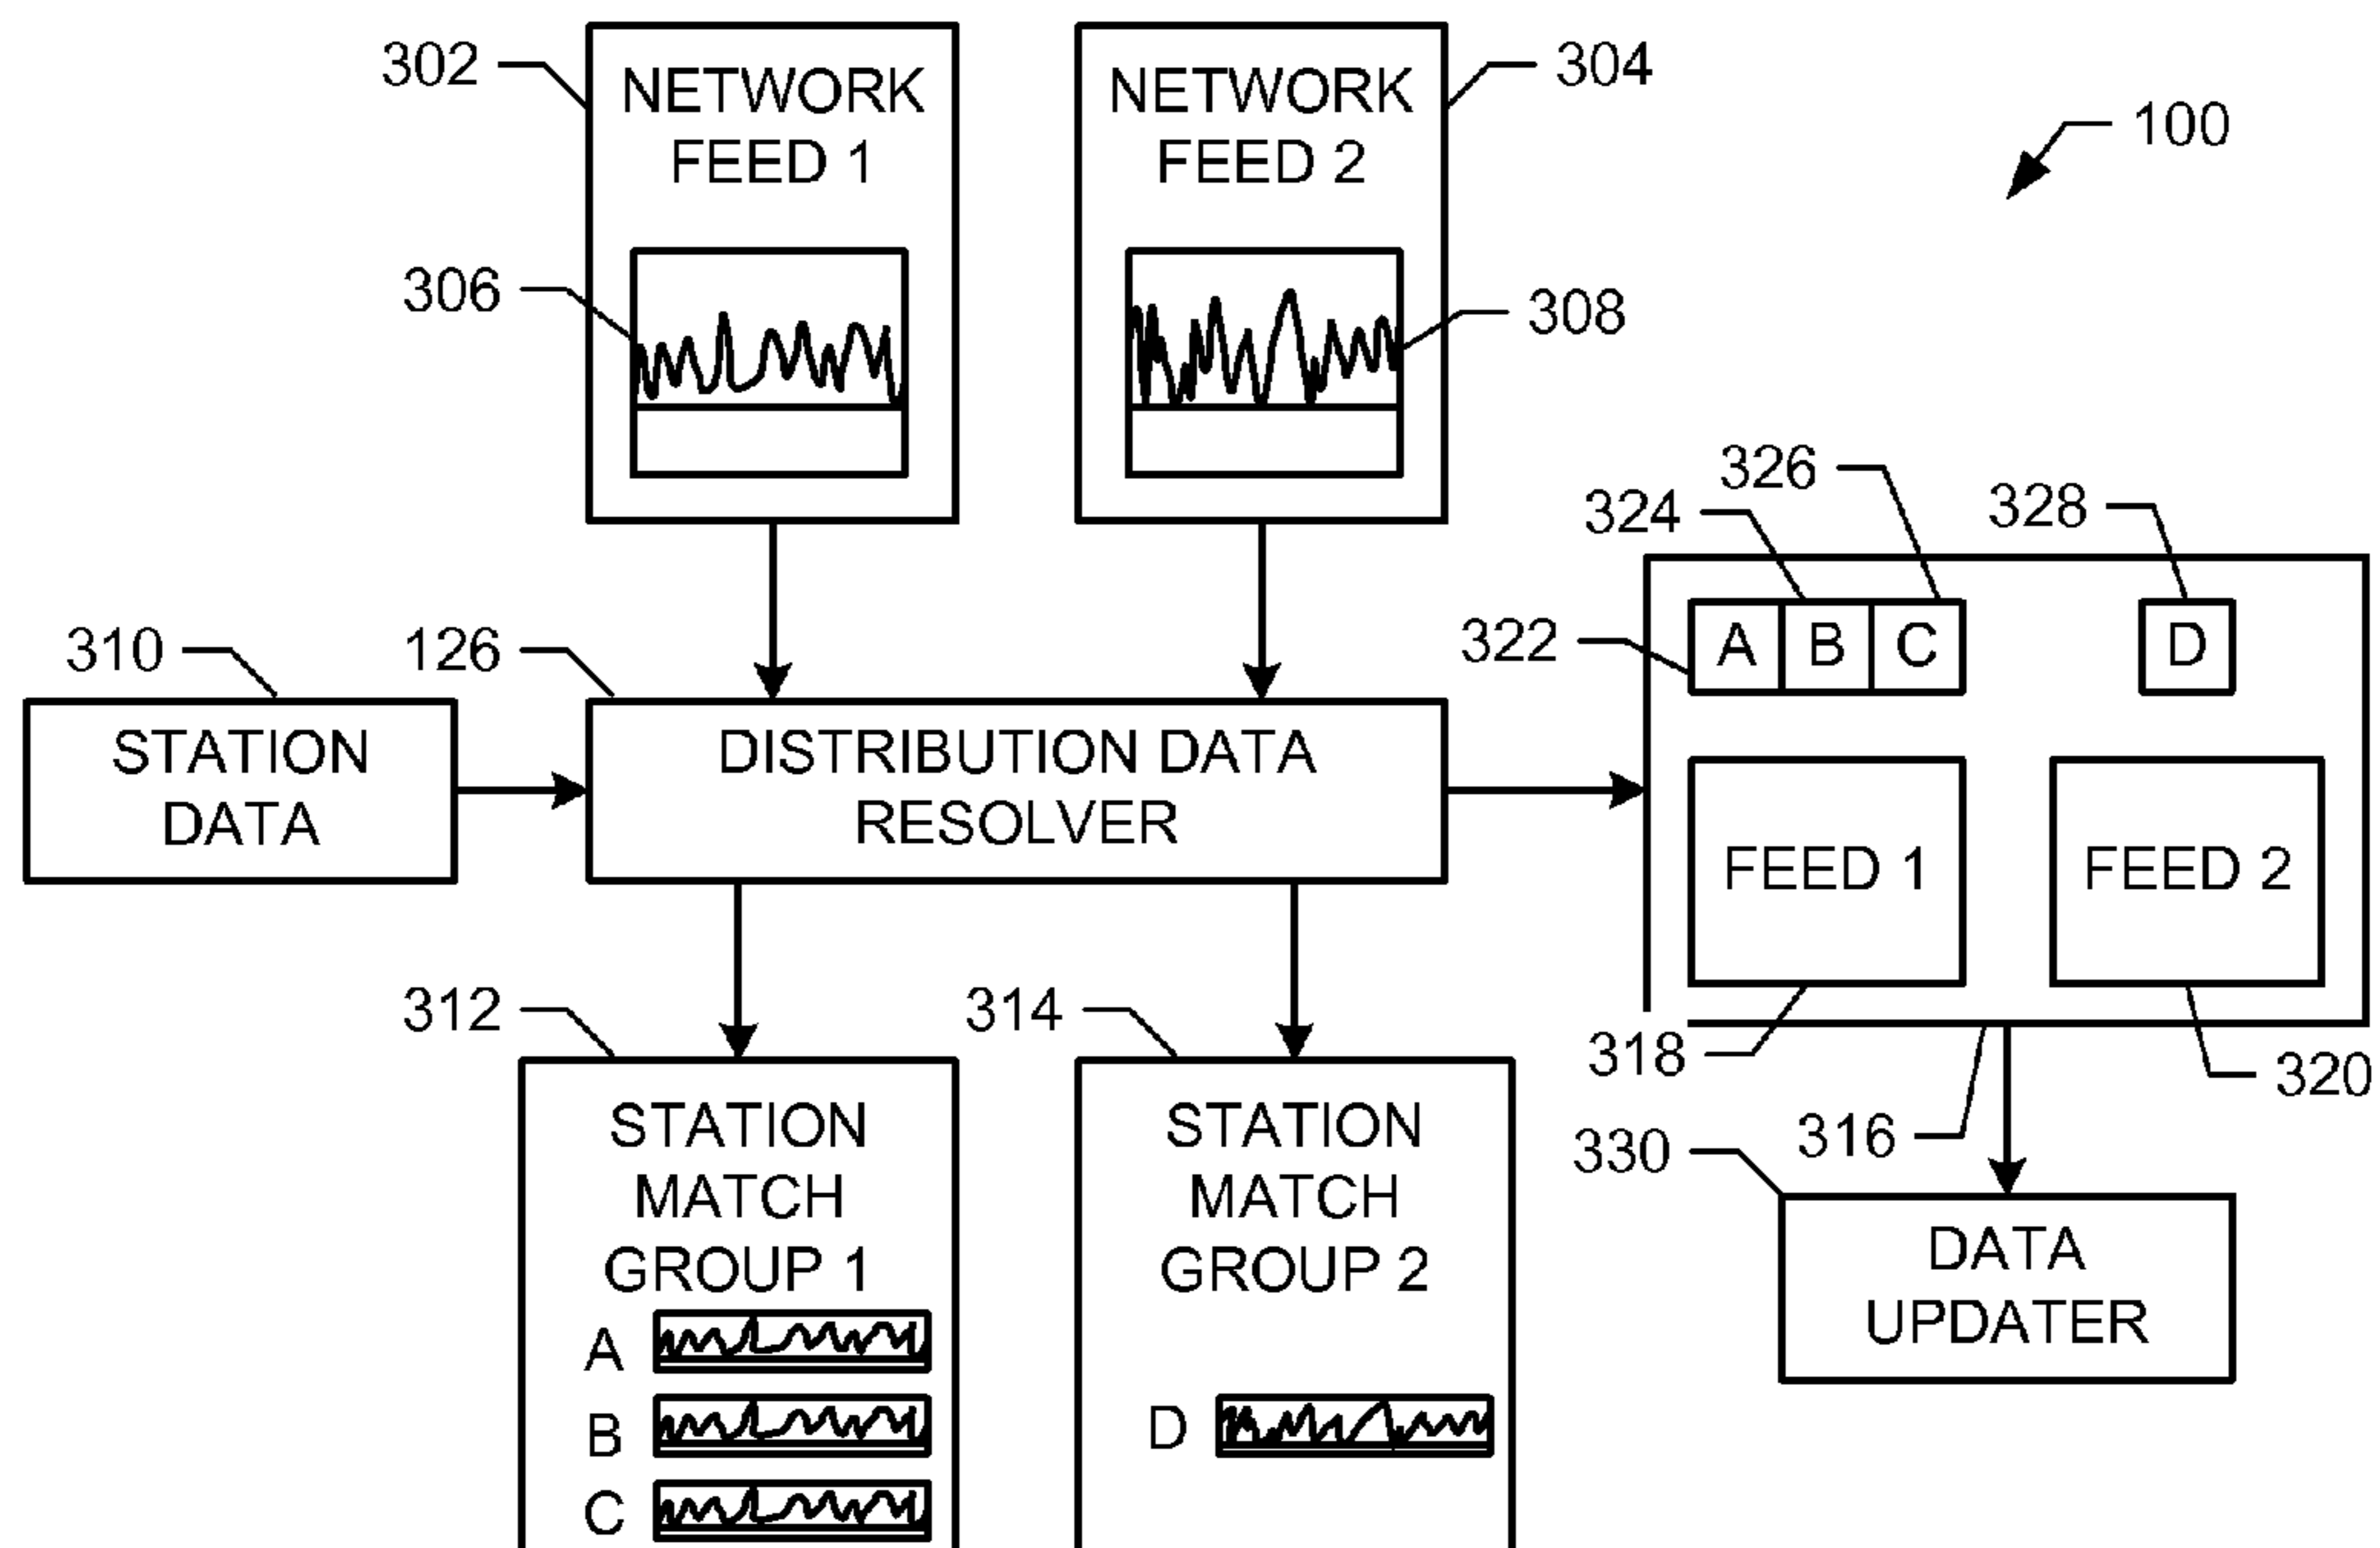 302
NETWORK
FEED 1
306
NETWORK
FEED 2
304
308
100
310
STATION
DATA
126
DISTRIBUTION DATA
RESOLVER
324
326
328
322
A B C
D
FEED 1
FEED 2
318
320
316
330
DATA
UPDATER
312
STATION
MATCH
GROUP 1
A
B
C
314
STATION
MATCH
GROUP 2
D